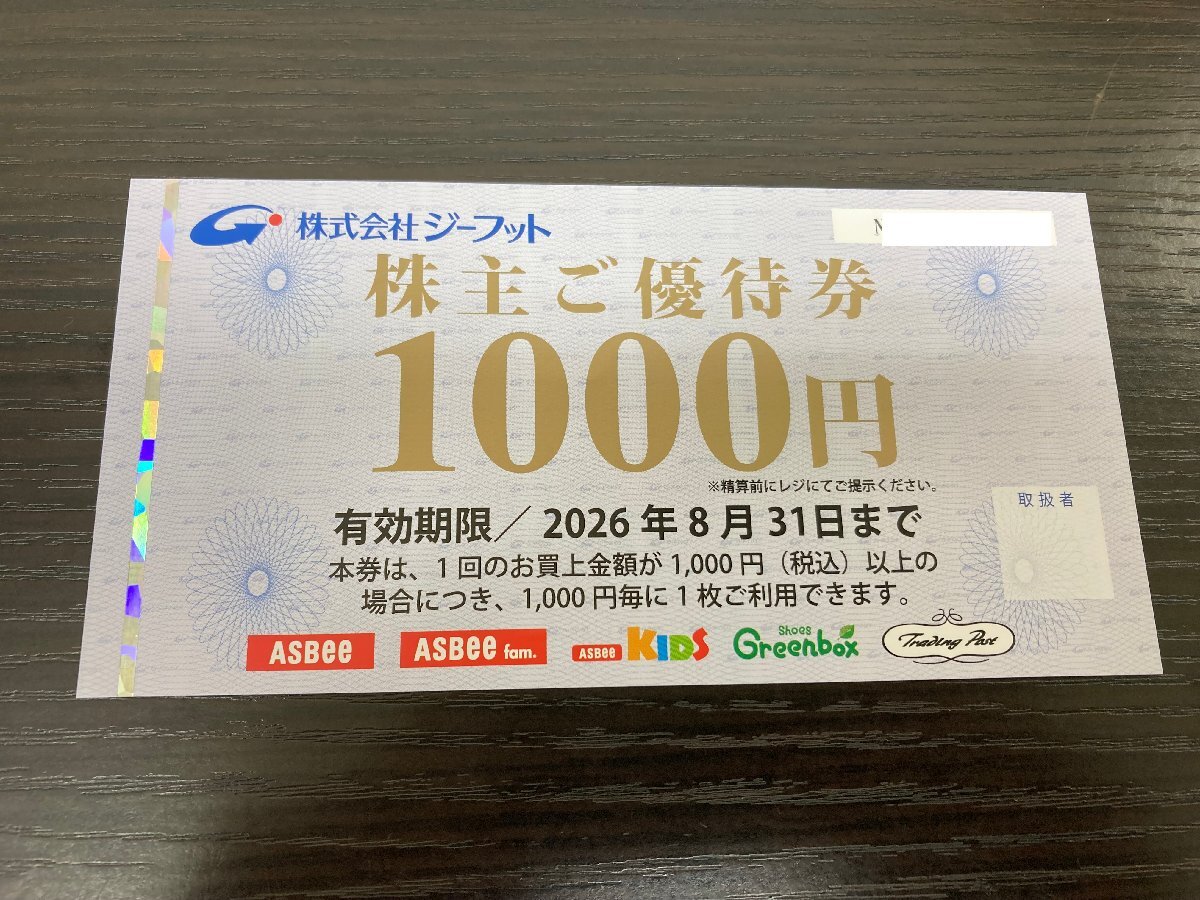 株式会社ジーフット
N
株主ご優待券
1000円
※精算前にレジにてご提示ください。
取扱者
有効期限/ 2026年8月31日まで
本券は、1回のお買上金額が1,000円（税込）以上の
場合につき、1,000円毎に1枚ご利用できます。
ASBee
ASBee fam.
ASBee KIDS
Shoes
Greenbox
Trading Post